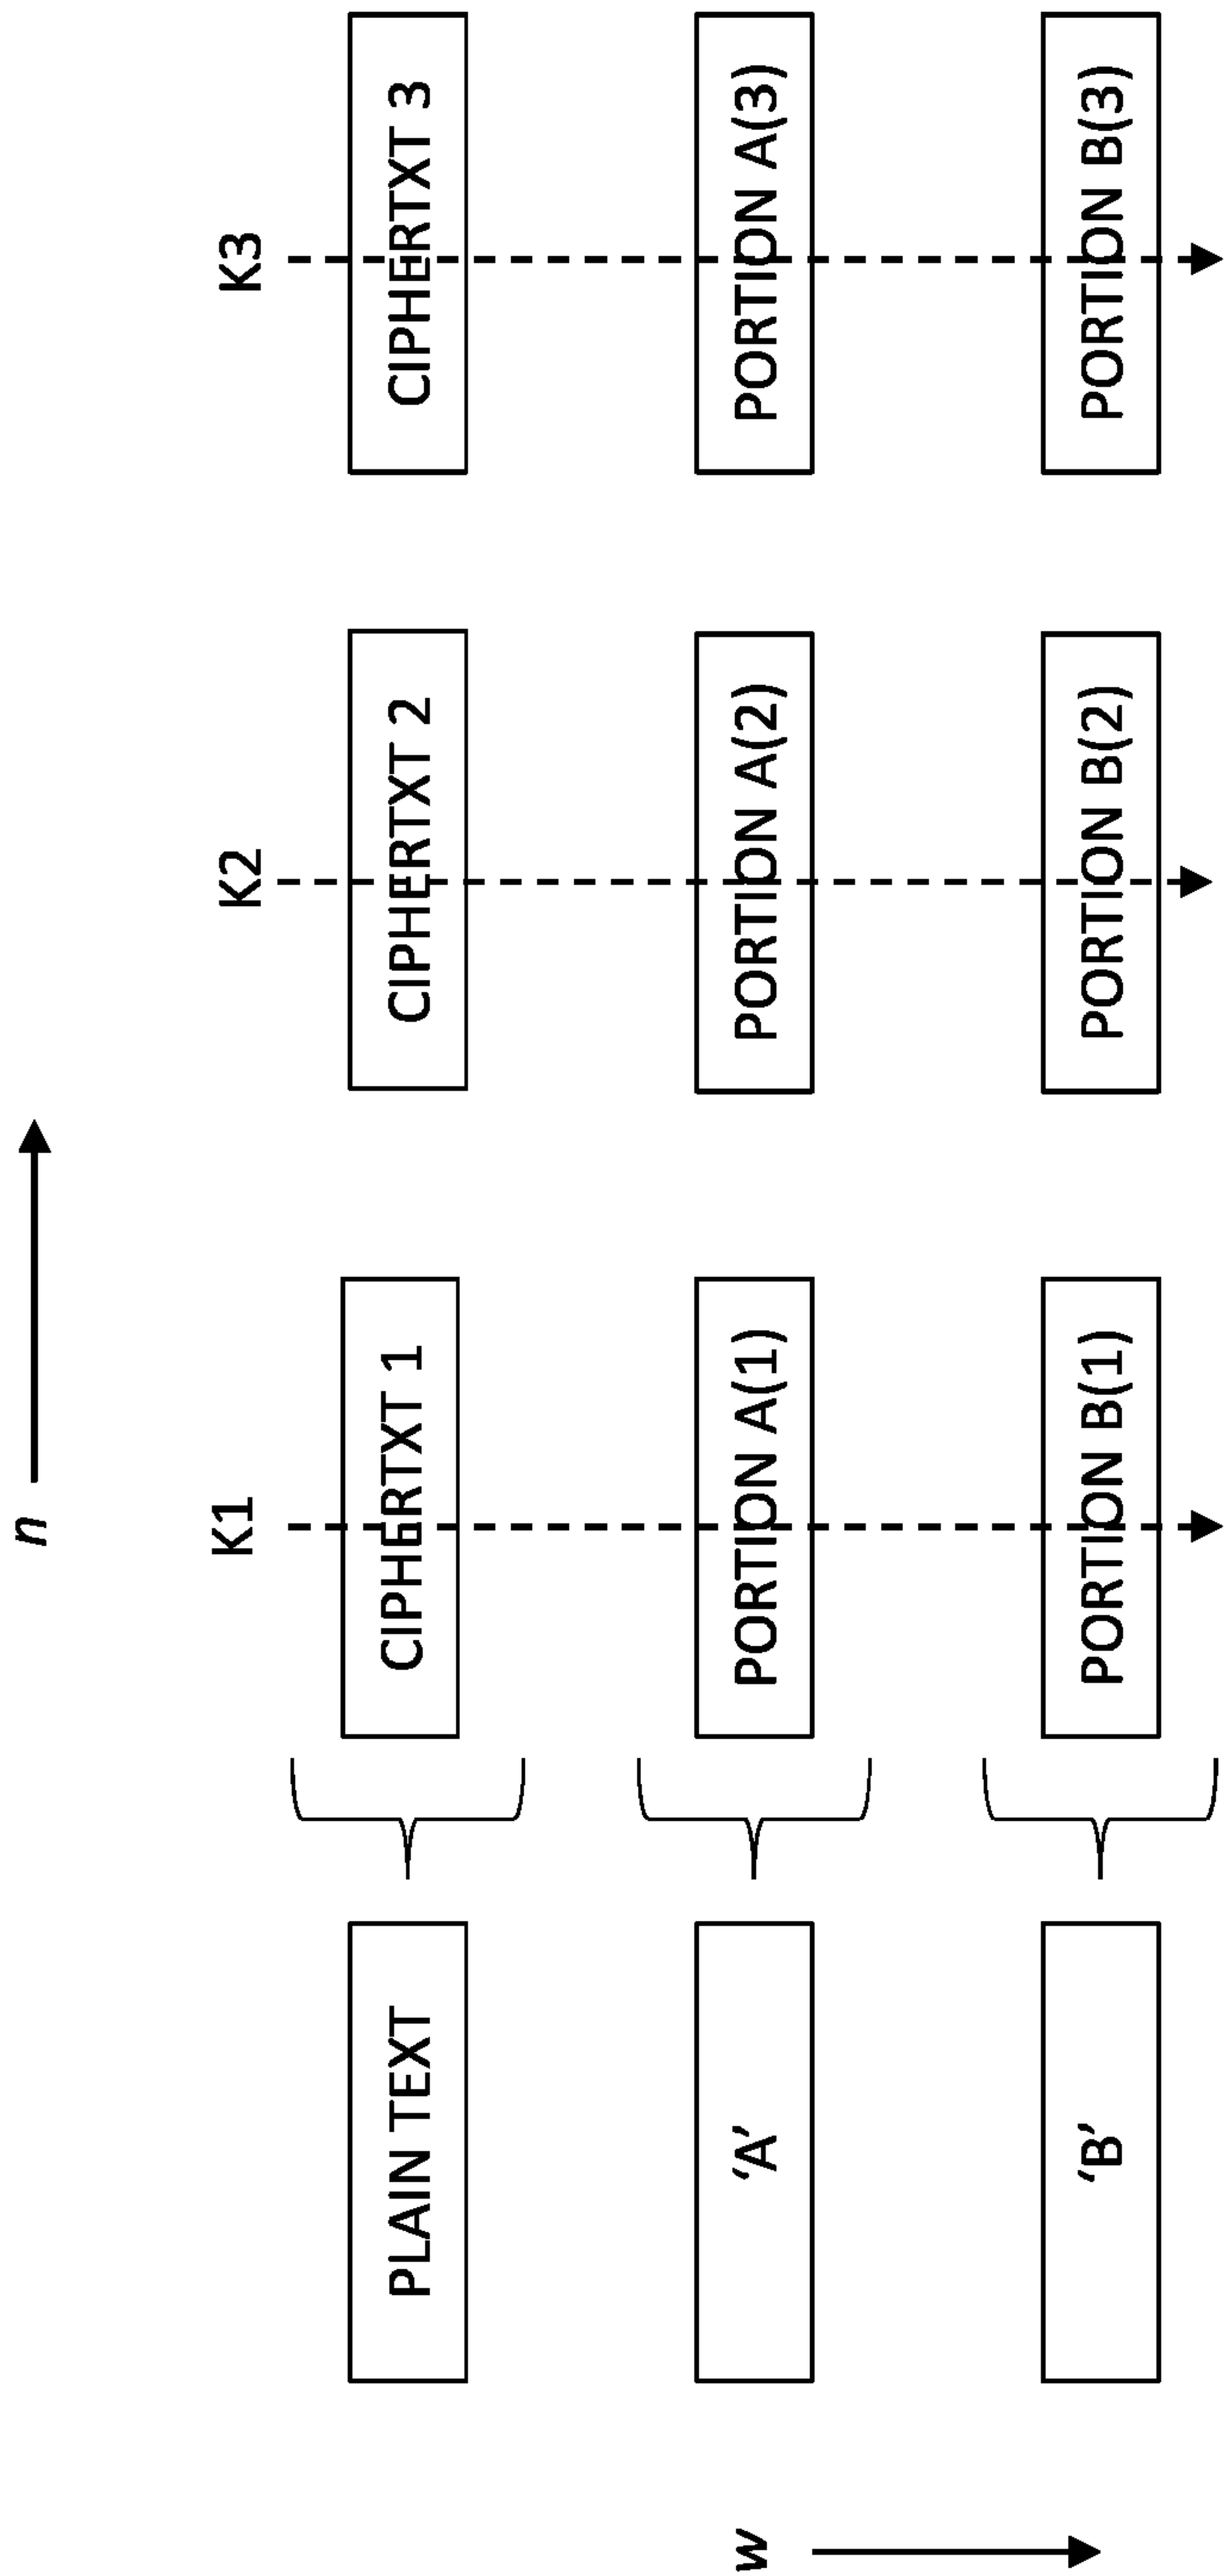 n
K1 K2 K3
PLAIN TEXT CIPHERTXT 1 CIPHERTXT 2 CIPHERTXT 3
w ‘A’ PORTION A(1) PORTION A(2) PORTION A(3)
‘B’ PORTION B(1) PORTION B(2) PORTION B(3)